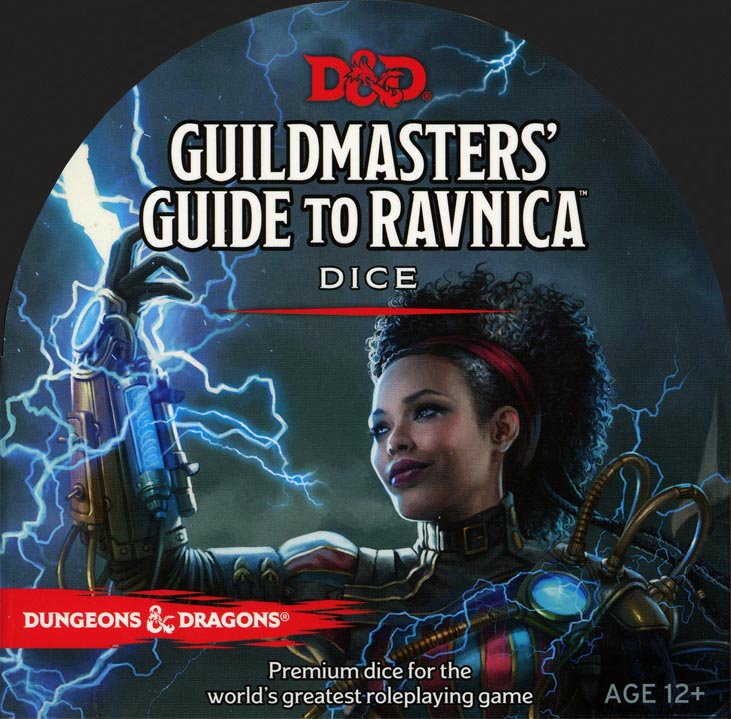 D&D®
GUILDMASTERS'
GUIDE TO RAVNICA™
DICE
DUNGEONS & DRAGONS®
Premium dice for the
world's greatest roleplaying game
AGE 12+